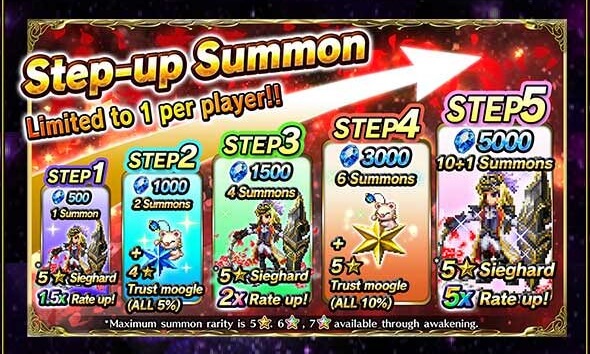 Step-up Summon
Limited to 1 per player!!
STEP1
500
1 Summon
5★ Sieghard
1.5x Rate up!
STEP2
1000
2 Summons
+
4★
Trust moogle
(ALL 5%)
STEP3
1500
4 Summons
5★ Sieghard
2x Rate up!
STEP4
3000
6 Summons
+
5★
Trust moogle
(ALL 10%)
STEP5
5000
10+1 Summons
5★ Sieghard
5x Rate up!
*Maximum summon rarity is 5★. 6★, 7★ available through awakening.